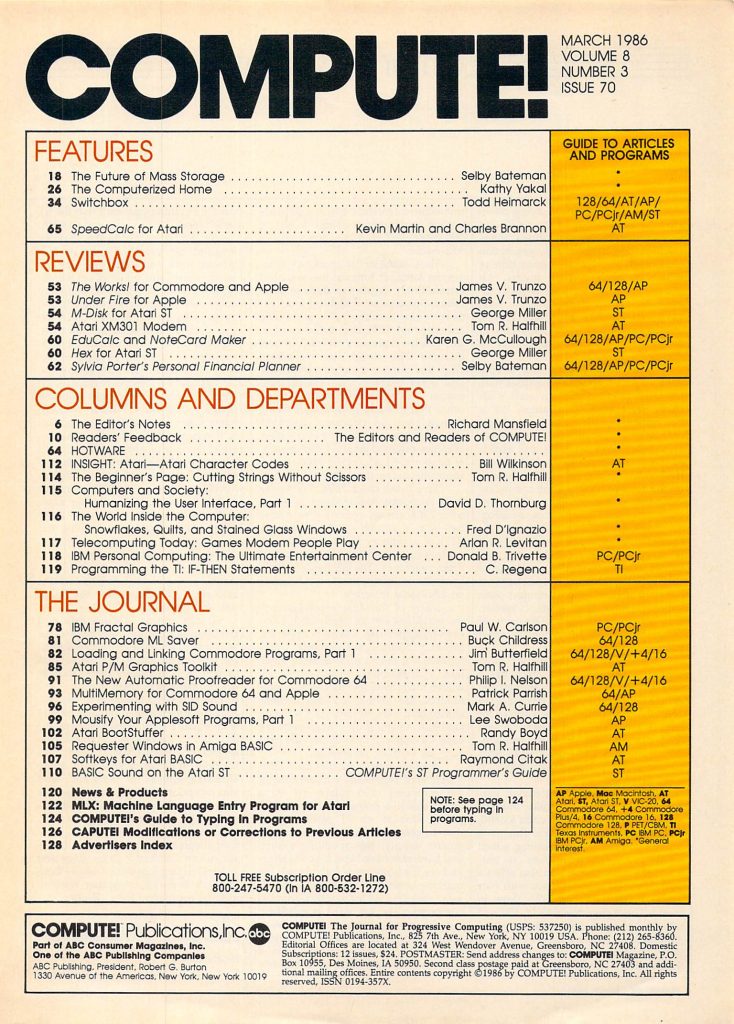 COMPUTE!
MARCH 1986
VOLUME 8
NUMBER 3
ISSUE 70
FEATURES
GUIDE TO ARTICLES
AND PROGRAMS
18 The Future of Mass Storage . . . . Selby Bateman *
26 The Computerized Home . . . . Kathy Yakal *
34 Switchbox . . . . Todd Heimarck 128/64/AT/AP/
PC/PCjr/AM/ST
65 SpeedCalc for Atari . . . . Kevin Martin and Charles Brannon AT
REVIEWS
53 The Works! for Commodore and Apple . . . . James V. Trunzo 64/128/AP
53 Under Fire for Apple . . . . James V. Trunzo AP
54 M-Disk for Atari ST . . . . George Miller ST
54 Atari XM301 Modem . . . . Tom R. Halfhill AT
60 EduCalc and NoteCard Maker . . . . Karen G. McCullough 64/128/AP/PC/PCjr
60 Hex for Atari ST . . . . George Miller ST
62 Sylvia Porter's Personal Financial Planner . . . . Selby Bateman 64/128/AP/PC/PCjr
COLUMNS AND DEPARTMENTS
6 The Editor's Notes . . . . Richard Mansfield *
10 Readers' Feedback . . . . The Editors and Readers of COMPUTE! *
64 HOTWARE . . . . *
112 INSIGHT: Atari—Atari Character Codes . . . . Bill Wilkinson AT
114 The Beginner's Page: Cutting Strings Without Scissors . . . . Tom R. Halfhill *
115 Computers and Society:
Humanizing the User Interface, Part 1 . . . . David D. Thornburg *
116 The World Inside the Computer:
Snowflakes, Quilts, and Stained Glass Windows . . . . Fred D'Ignazio *
117 Telecomputing Today: Games Modem People Play . . . . Arlan R. Levitan *
118 IBM Personal Computing: The Ultimate Entertainment Center . . . Donald B. Trivette PC/PCjr
119 Programming the TI: IF-THEN Statements . . . . C. Regena TI
THE JOURNAL
78 IBM Fractal Graphics . . . . Paul W. Carlson PC/PCjr
81 Commodore ML Saver . . . . Buck Childress 64/128
82 Loading and Linking Commodore Programs, Part 1 . . . . Jim Butterfield 64/128/V/+4/16
85 Atari P/M Graphics Toolkit . . . . Tom R. Halfhill AT
91 The New Automatic Proofreader for Commodore 64 . . . . Philip I. Nelson 64/128/V/+4/16
93 MultiMemory for Commodore 64 and Apple . . . . Patrick Parrish 64/AP
96 Experimenting with SID Sound . . . . Mark A. Currie 64/128
99 Mousify Your Applesoft Programs, Part 1 . . . . Lee Swoboda AP
102 Atari BootStuffer . . . . Randy Boyd AT
105 Requester Windows in Amiga BASIC . . . . Tom R. Halfhill AM
107 Softkeys for Atari BASIC . . . . Raymond Citak AT
110 BASIC Sound on the Atari ST . . . . COMPUTE!'s ST Programmer's Guide ST
120 News & Products
122 MLX: Machine Language Entry Program for Atari
124 COMPUTE!'s Guide to Typing In Programs
126 CAPUTE! Modifications or Corrections to Previous Articles
128 Advertisers Index
NOTE: See page 124
before typing in
programs.
AP Apple, Mac Macintosh, AT
Atari, ST, Atari ST, V VIC-20, 64
Commodore 64, +4 Commodore
Plus/4, 16 Commodore 16, 128
Commodore 128, P PET/CBM, TI
Texas Instruments, PC IBM PC, PCjr
IBM PCjr, AM Amiga. *General
Interest.
TOLL FREE Subscription Order Line
800-247-5470 (In IA 800-532-1272)
COMPUTE! Publications, Inc. abc
Part of ABC Consumer Magazines, Inc.
One of the ABC Publishing Companies
ABC Publishing, President, Robert G. Burton
1330 Avenue of the Americas, New York, New York 10019
COMPUTE! The Journal for Progressive Computing (USPS: 537250) is published monthly by
COMPUTE! Publications, Inc., 825 7th Ave., New York, NY 10019 USA. Phone: (212) 265-8360.
Editorial Offices are located at 324 West Wendover Avenue, Greensboro, NC 27408. Domestic
Subscriptions: 12 issues, $24. POSTMASTER: Send address changes to: COMPUTE! Magazine, P.O.
Box 10955, Des Moines, IA 50950. Second class postage paid at Greensboro, NC 27403 and addi-
tional mailing offices. Entire contents copyright ©1986 by COMPUTE! Publications, Inc. All rights
reserved, ISSN 0194-357X.